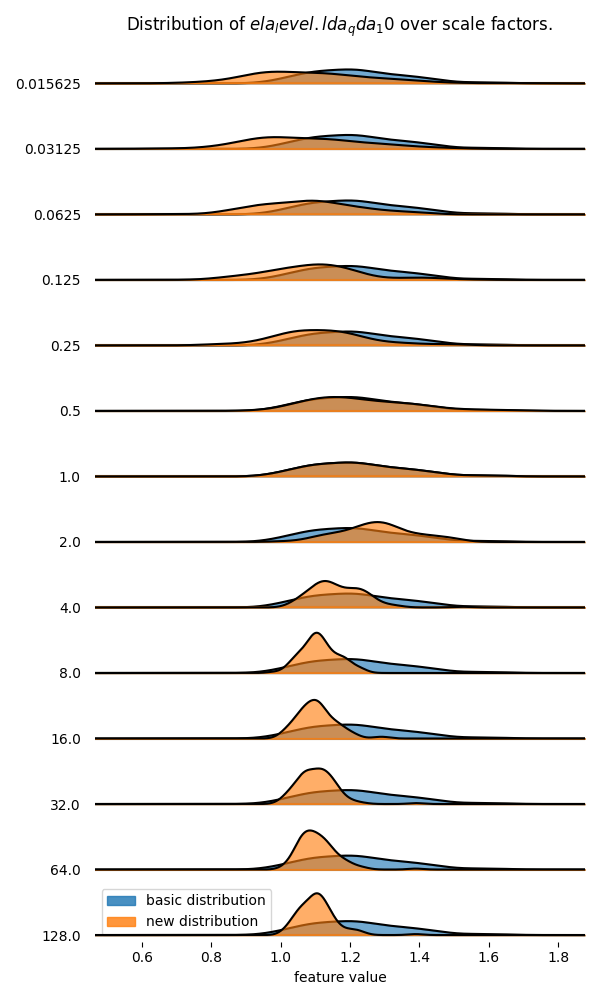 Distribution of elaₗevel.lda_qda₁0 over scale factors.
0.015625
0.03125
0.0625
0.125
0.25
0.5
1.0
2.0
4.0
8.0
16.0
32.0
64.0
128.0
basic distribution
new distribution
0.6 0.8 1.0 1.2 1.4 1.6 1.8
feature value